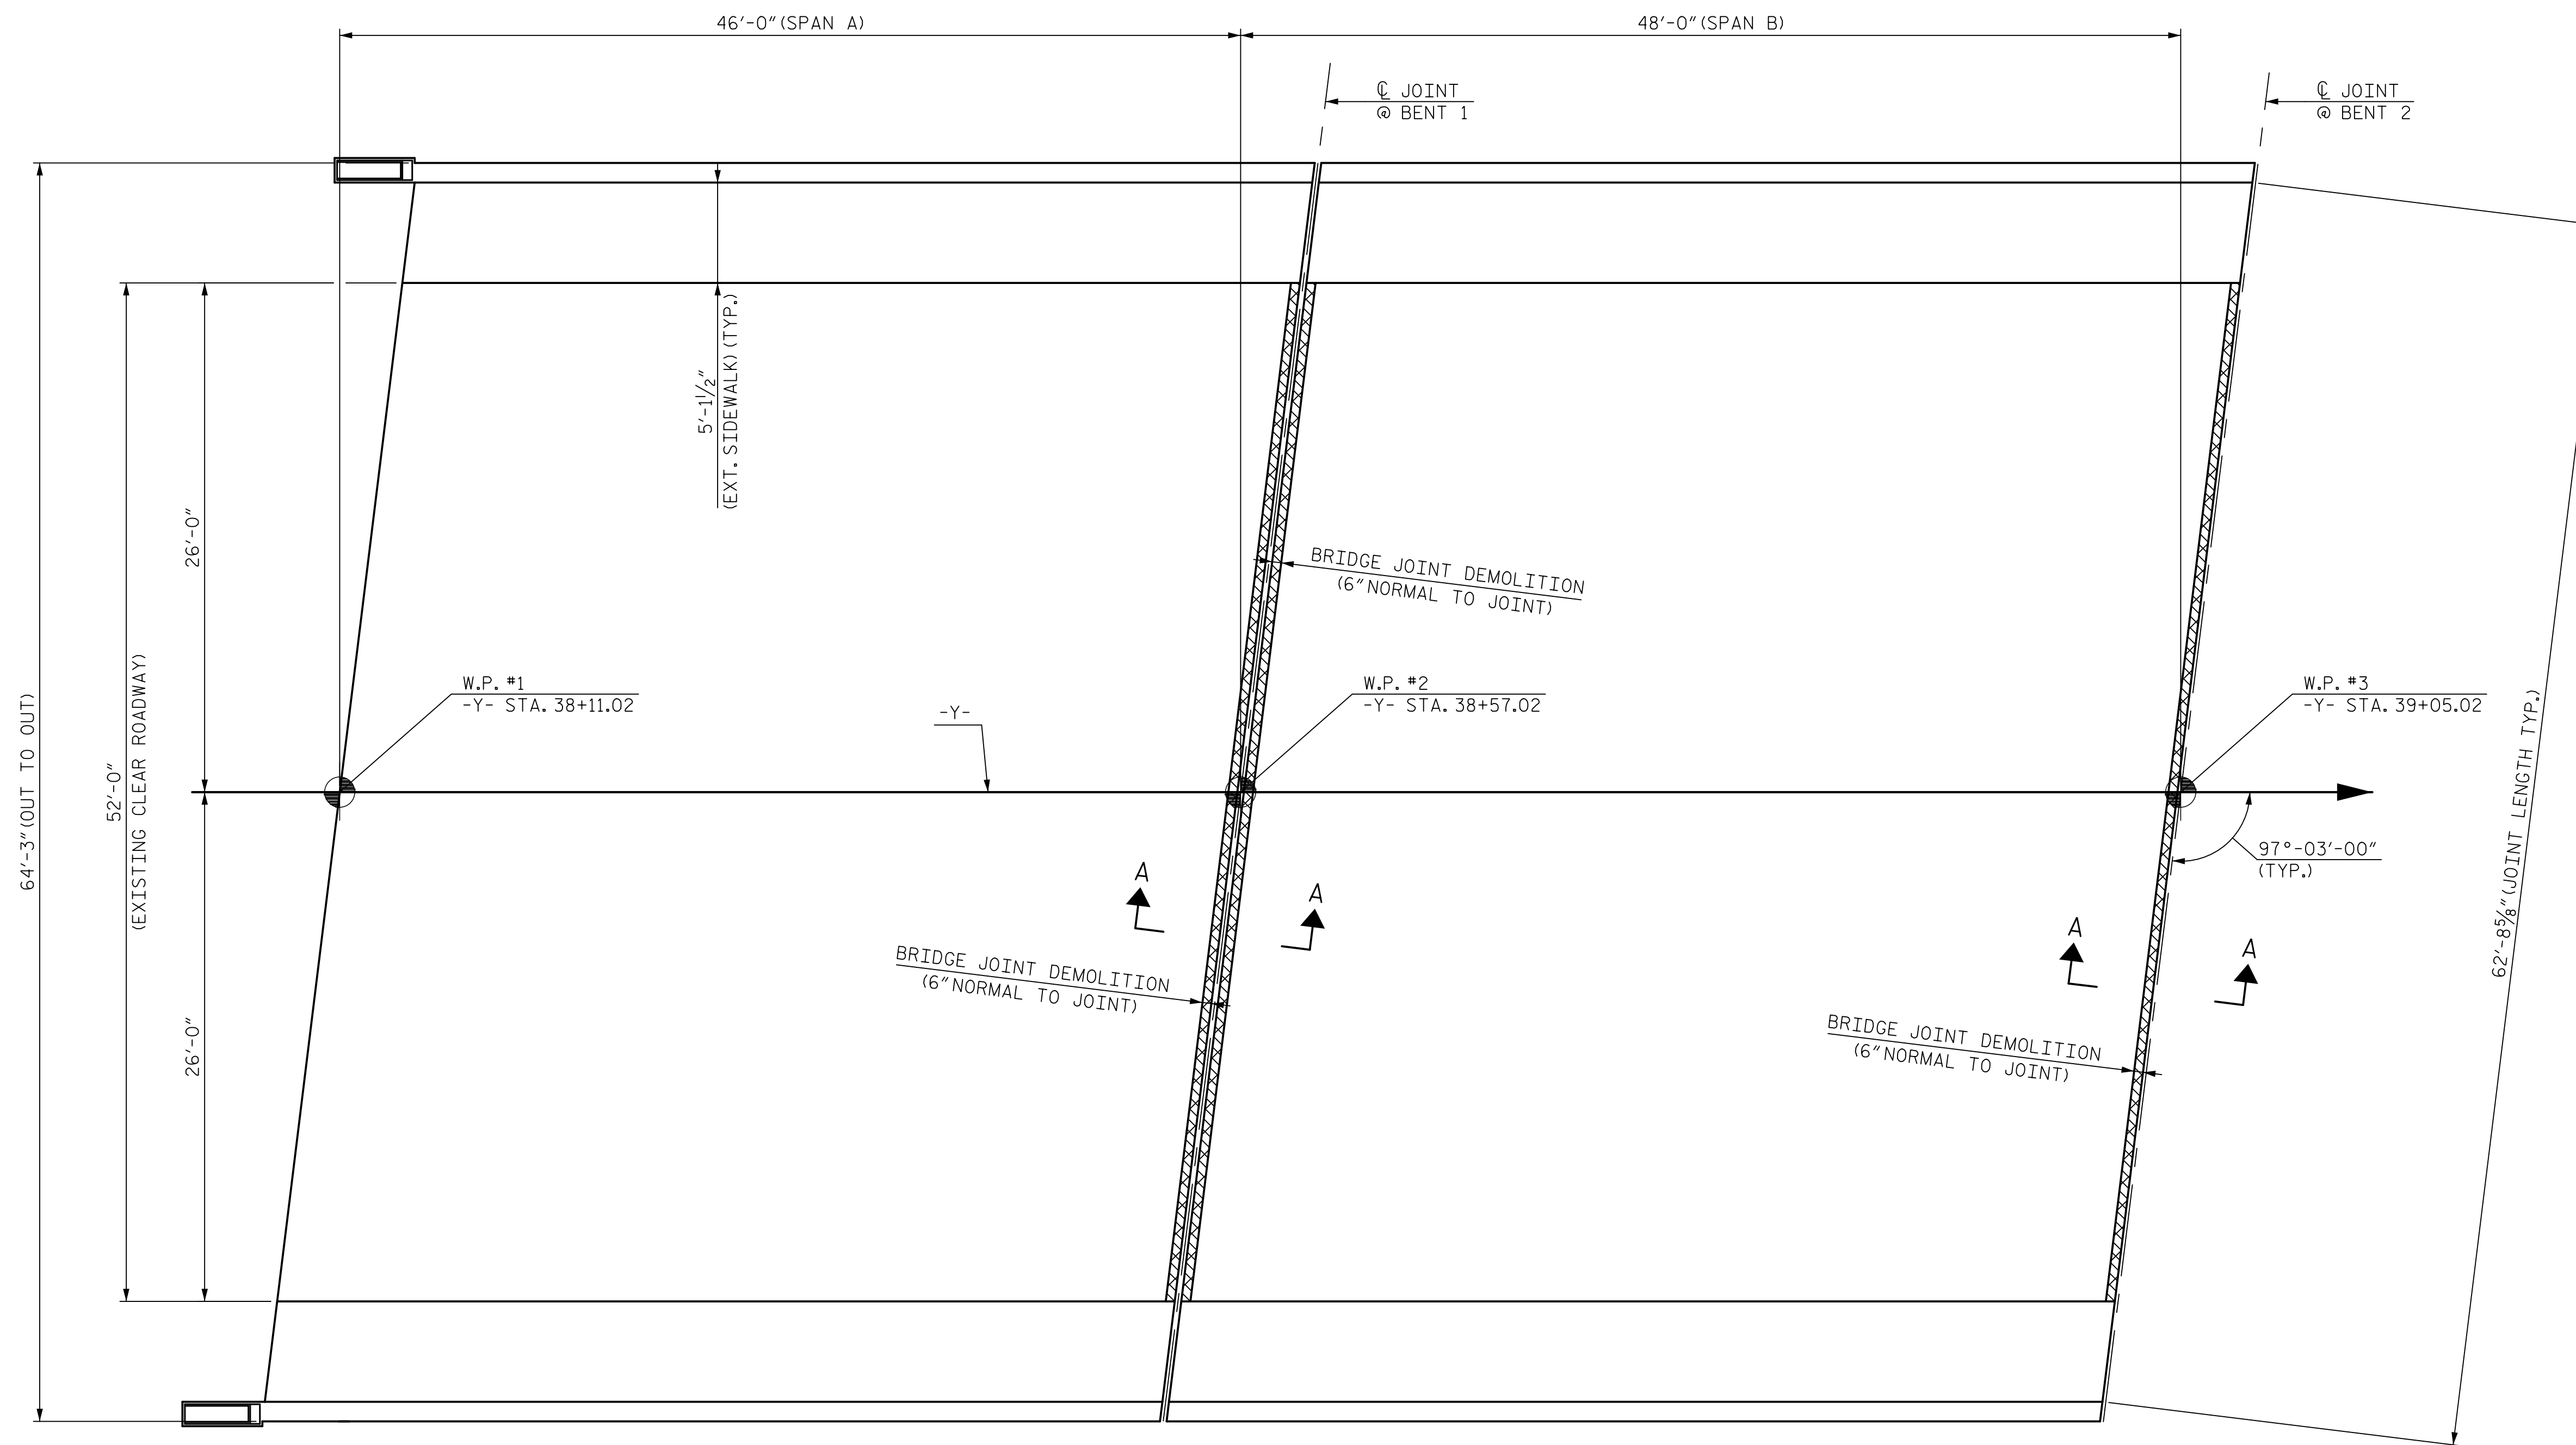 46'-0" (SPAN A)
48'-0" (SPAN B)
℄ JOINT
@ BENT 1
℄ JOINT
@ BENT 2
5'-1 1/2"
(EXT. SIDEWALK) (TYP.)
26'-0"
BRIDGE JOINT DEMOLITION
(6" NORMAL TO JOINT)
64'-3" (OUT TO OUT)
52'-0"
(EXISTING CLEAR ROADWAY)
W.P. #1
-Y- STA. 38+11.02
-Y-
W.P. #2
-Y- STA. 38+57.02
W.P. #3
-Y- STA. 39+05.02
97°-03'-00"
(TYP.)
62'-8 5/8" (JOINT LENGTH TYP.)
A
A
A
A
BRIDGE JOINT DEMOLITION
(6" NORMAL TO JOINT)
26'-0"
BRIDGE JOINT DEMOLITION
(6" NORMAL TO JOINT)